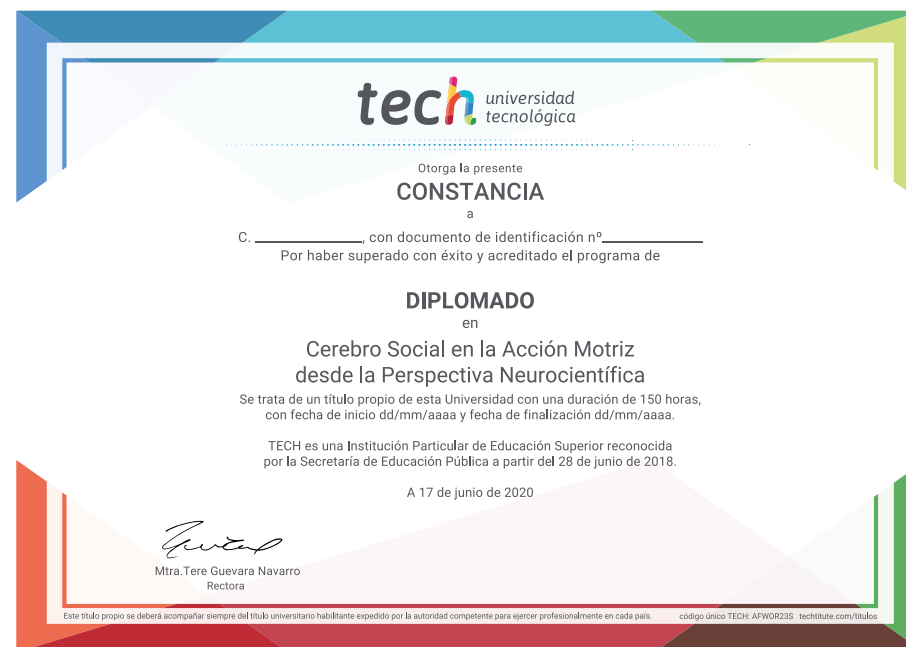 tech universidad
tecnológica
Otorga la presente
CONSTANCIA
a
C. ____________, con documento de identificación nº____________
Por haber superado con éxito y acreditado el programa de
DIPLOMADO
en
Cerebro Social en la Acción Motriz
desde la Perspectiva Neurocientífica
Se trata de un título propio de esta Universidad con una duración de 150 horas,
con fecha de inicio dd/mm/aaaa y fecha de finalización dd/mm/aaaa.
TECH es una Institución Particular de Educación Superior reconocida
por la Secretaría de Educación Pública a partir del 28 de junio de 2018.
A 17 de junio de 2020
Mtra.Tere Guevara Navarro
Rectora
Este título propio se deberá acompañar siempre del título universitario habilitante expedido por la autoridad competente para ejercer profesionalmente en cada país. código único TECH: AFWOR23S techtitute.com/titulos